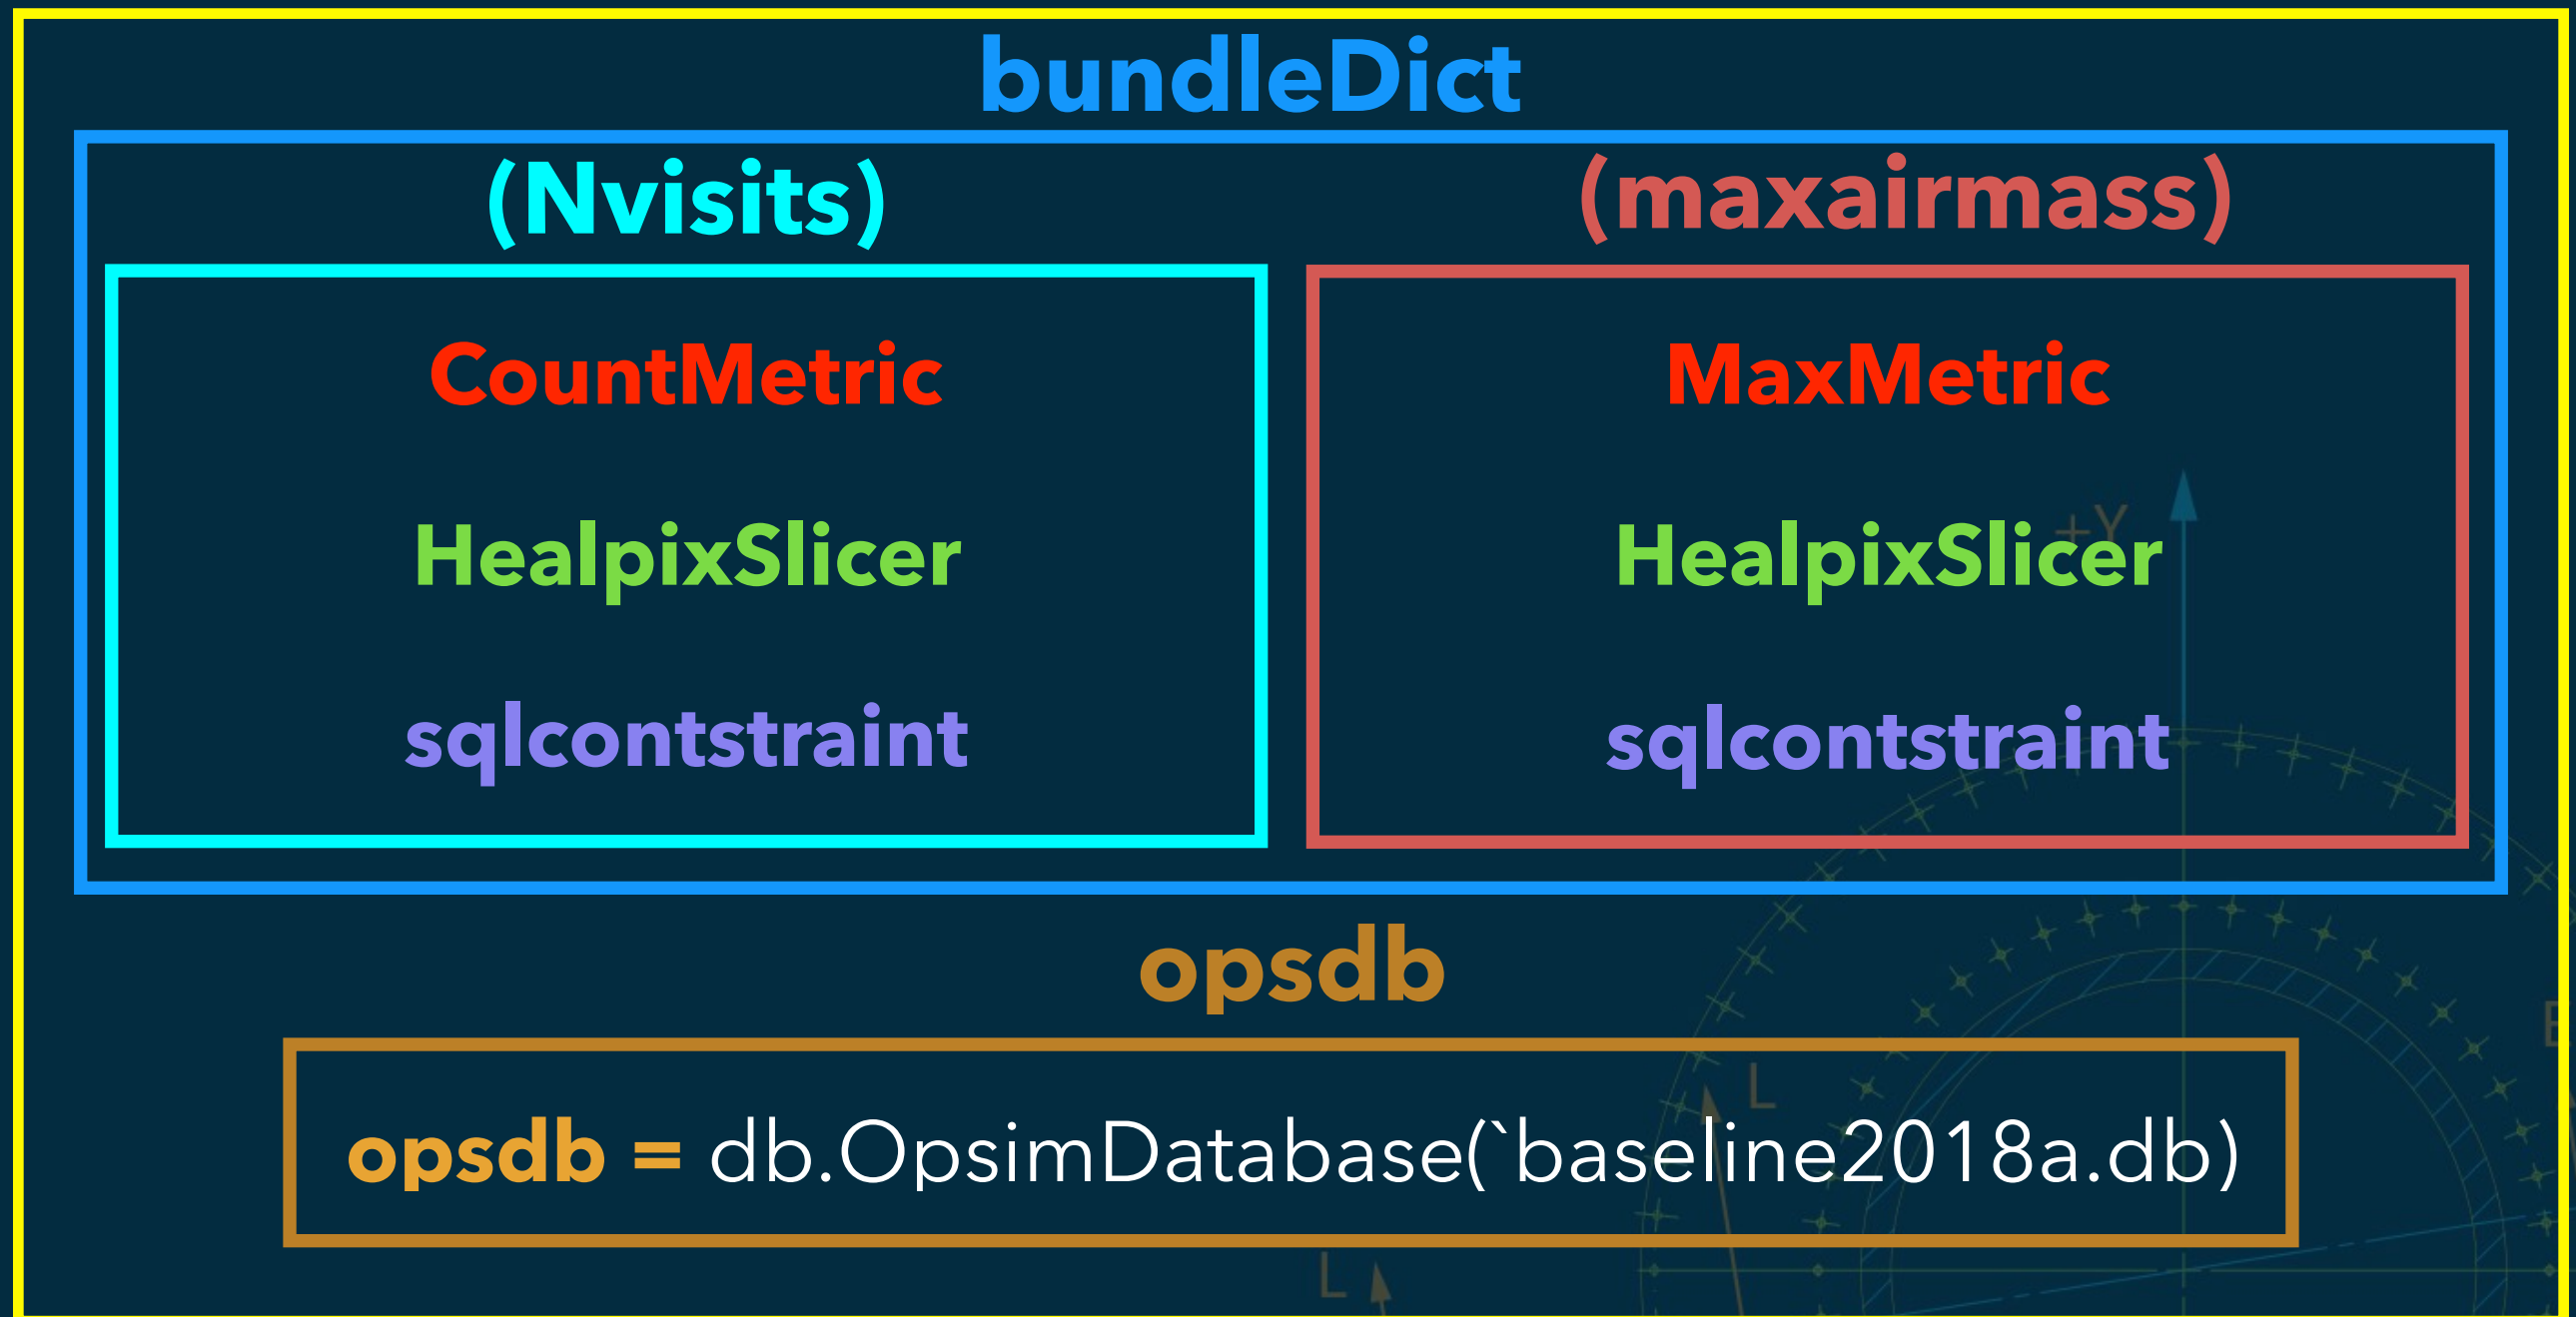 bundleDict
(Nvisits) (maxairmass)
CountMetric MaxMetric
HealpixSlicer HealpixSlicer
+Y
sqlcontstraint sqlcontstraint
opsdb
E
L
opsdb = db.OpsimDatabase(`baseline2018a.db)
L